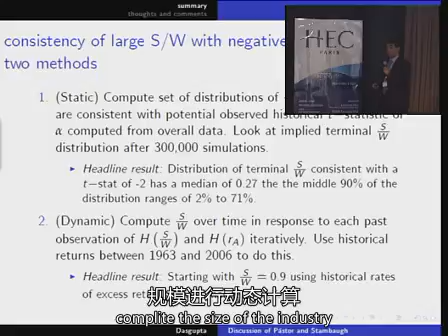 summary
thoughts and comments
consistency of large S/W with negative
two methods
HEC
PARIS
1. (Static) Compute set of distributions of
are consistent with potential observed historical t-statistic of
α computed from overall data. Look at implied terminal S/W
distribution after 300,000 simulations.
Headline result: Distribution of terminal S/W consistent with a
t−stat of -2 has a median of 0.27 the the middle 90% of the
distribution ranges of 2% to 71%.
2. (Dynamic) Compute S/W over time in response to each past
observation of H (S/W) and H (rA) iteratively. Use historical
returns between 1963 and 2006 to do this.
Headline result: Starting with S/W = 0.9 using historical rates
of excess ret
规模进行动态计算
complite the size of the industry
Dasgupta
Discussion of Pástor and Stambaugh